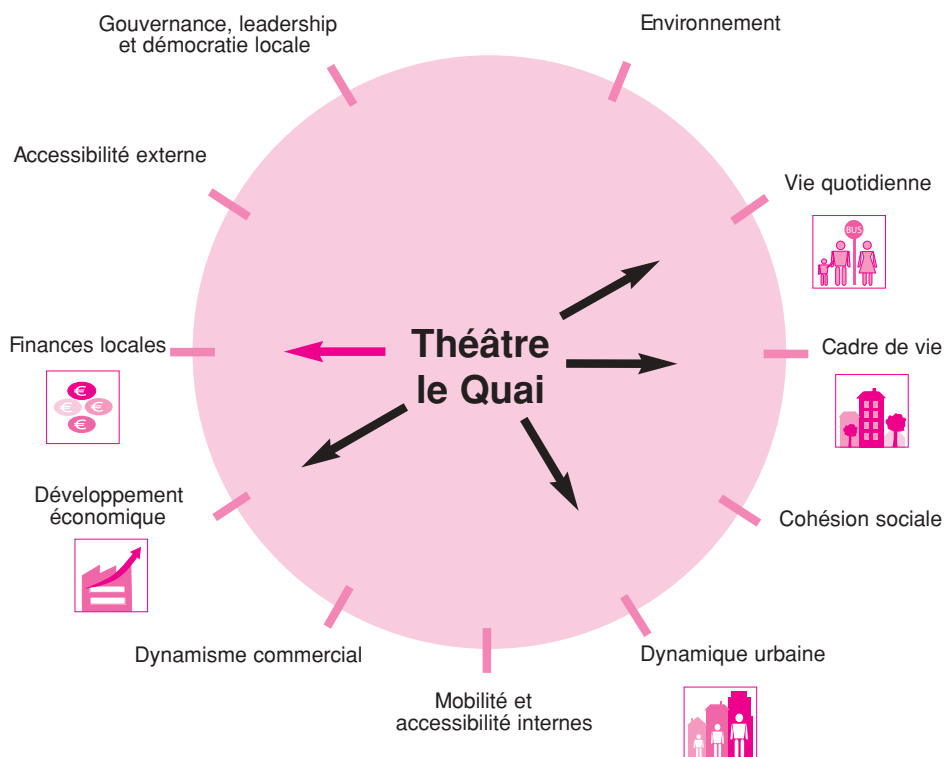 Gouvernance, leadership
et démocratie locale
Environnement
Accessibilité externe
Vie quotidienne
BUS
Finances locales
Théâtre
le Quai
Cadre de vie
€
€
€
€
Développement
économique
Cohésion sociale
Dynamisme commercial
Dynamique urbaine
Mobilité et
accessibilité internes